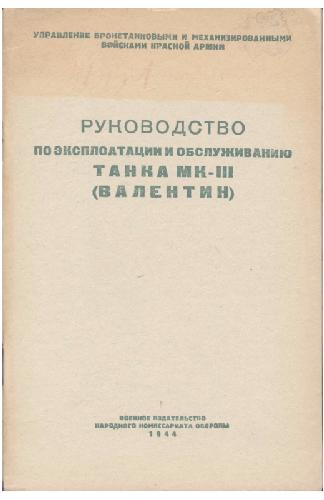 УПРАВЛЕНИЕ БРОНЕТАНКОВЫМИ И МЕХАНИЗИРОВАННЫМИ
ВОЙСКАМИ КРАСНОЙ АРМИИ
РУКОВОДСТВО
ПО ЭКСПЛОАТАЦИИ И ОБСЛУЖИВАНИЮ
ТАНКА МК-III
(ВАЛЕНТИН)
ВОЕННОЕ ИЗДАТЕЛЬСТВО
НАРОДНОГО КОМИССАРИАТА ОБОРОНЫ
1944